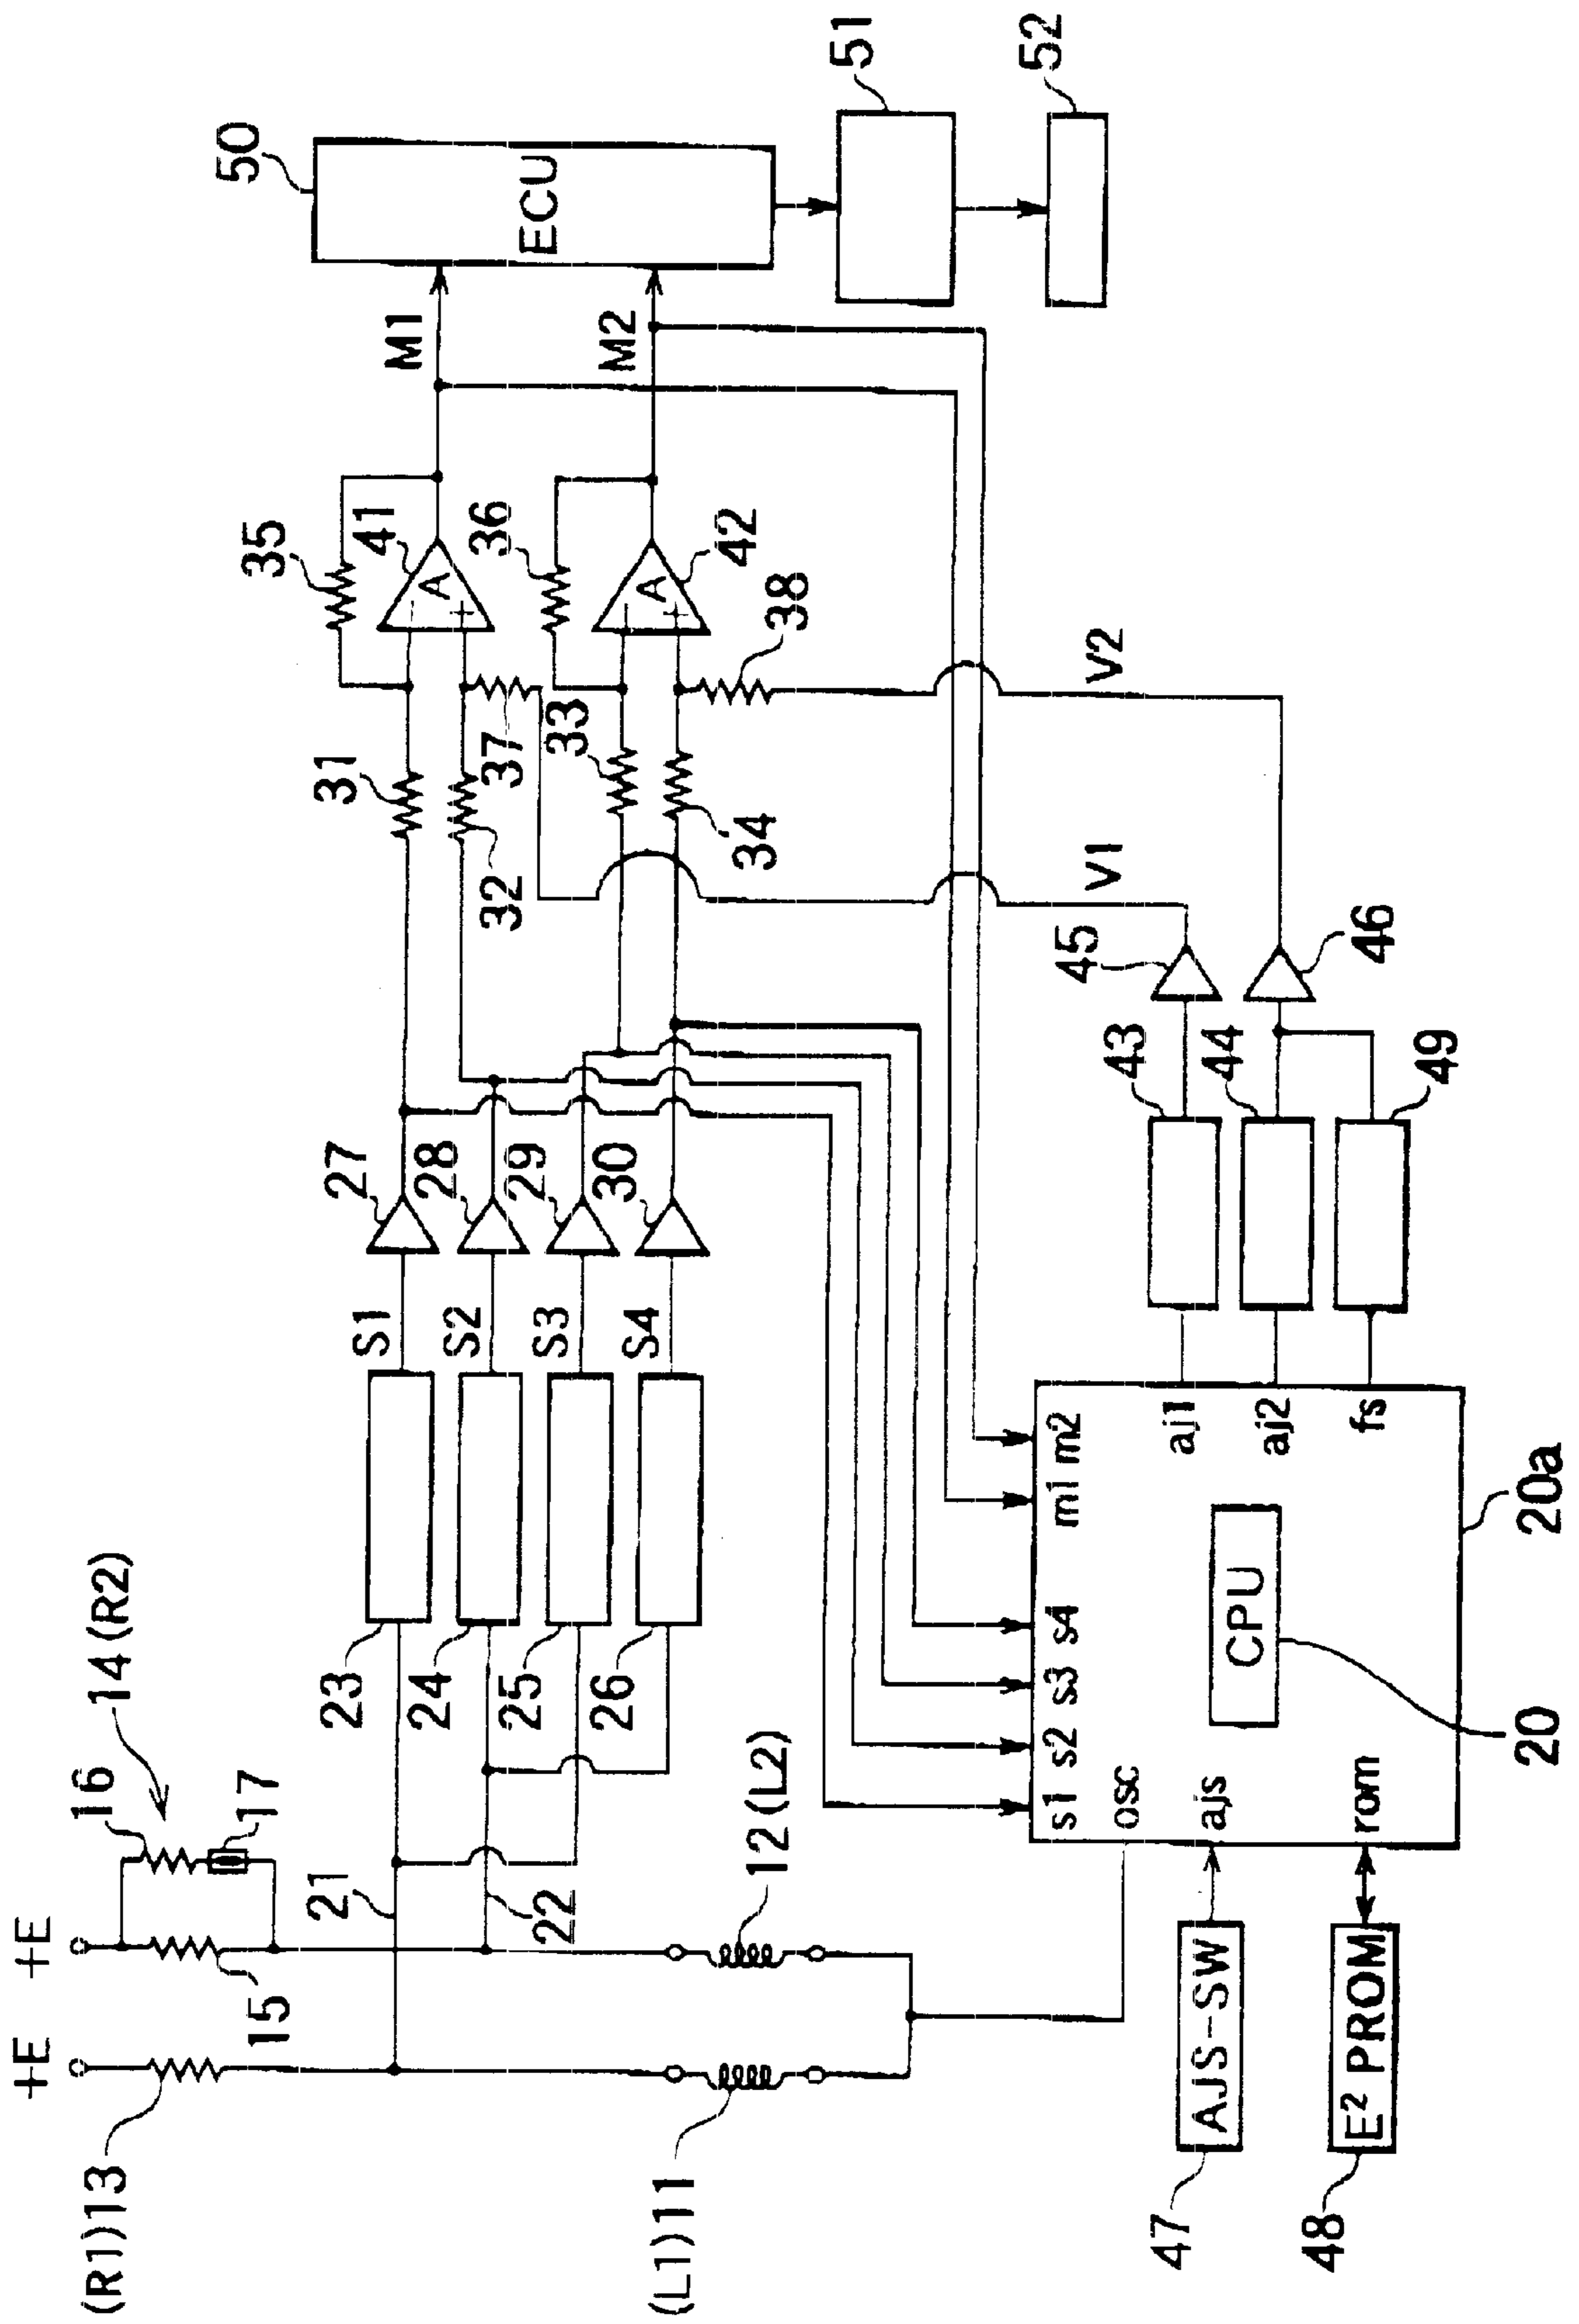 +E
+E
(R1)13
15
16
17
14(R2)
21
22
(L1)11
12(L2)
23
24
25
26
S1
S2
S3
S4
27
28
29
30
31
32
33
34
35
36
37
38
41
42
A
A
M1
M2
50
ECU
51
52
V1
V2
43
44
45
46
49
s1
s2
s3
s4
m1
m2
osc
ajs
rom
CPU
aj1
aj2
fs
20
20a
AJS-SW
47
E² PROM
48